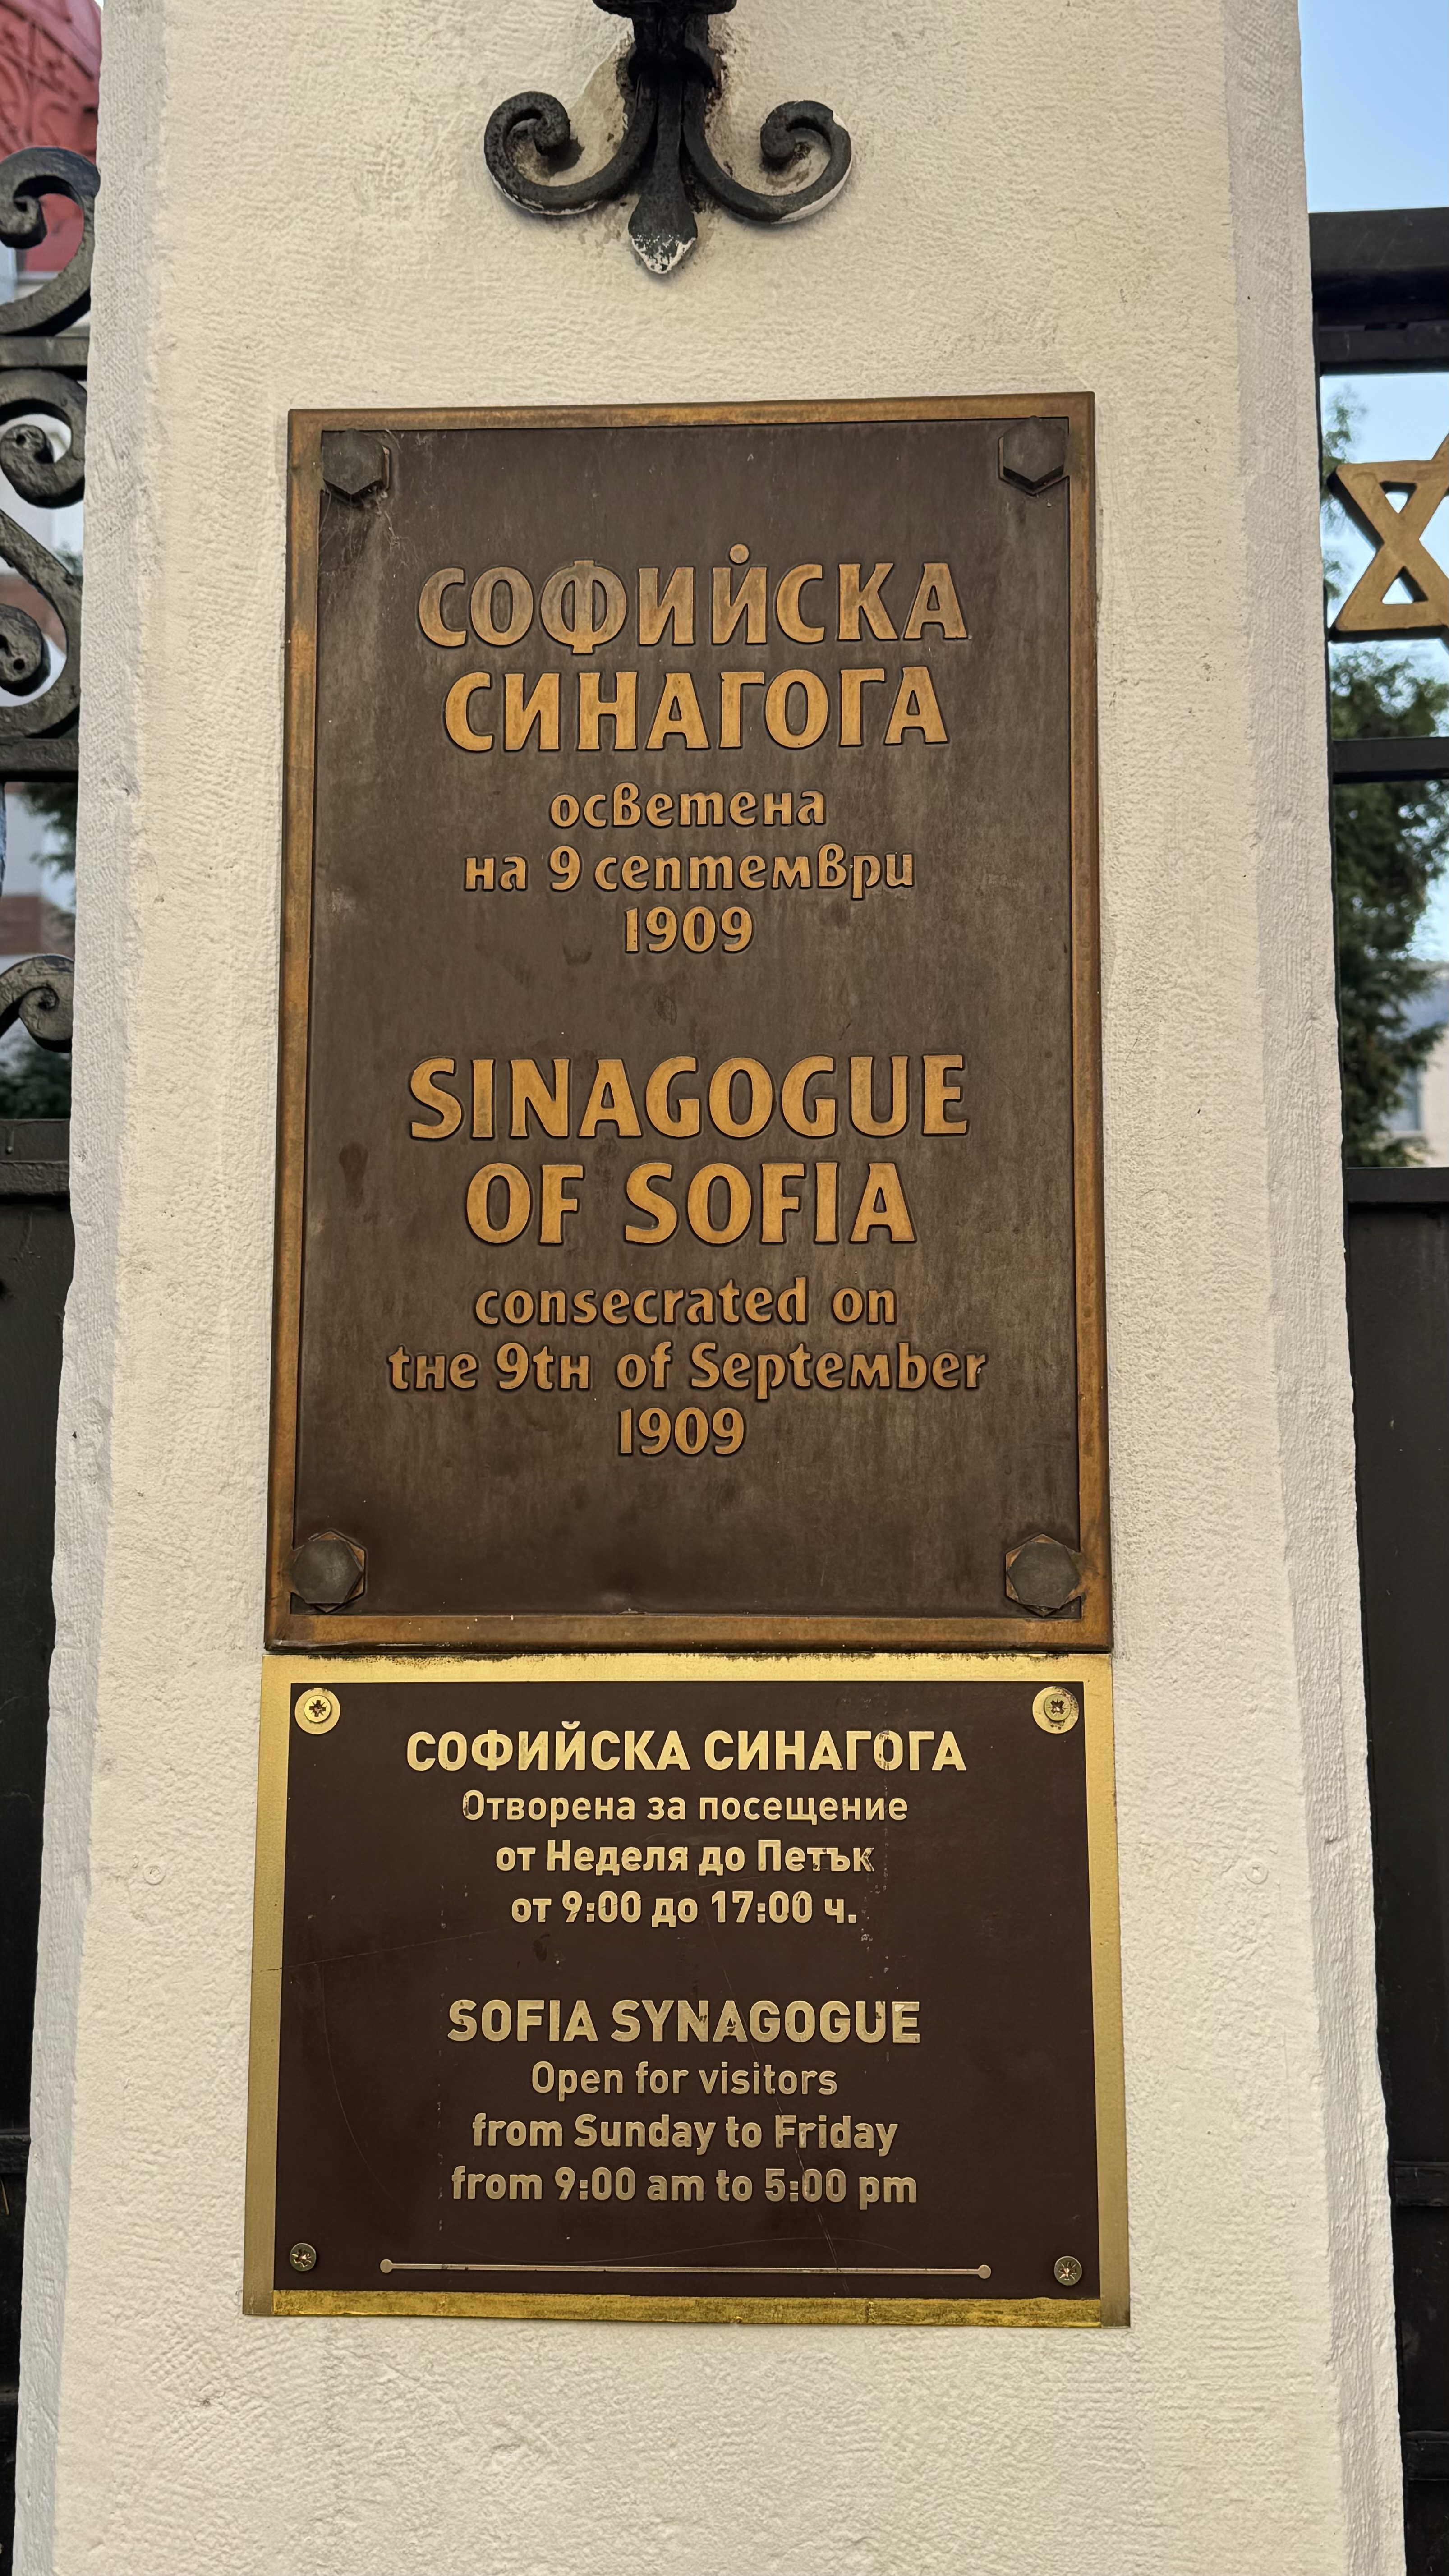 СОФИЙСКА
СИНАГОГА
осветена
на 9 септември
1909
SINAGOGUE
OF SOFIA
consecrated on
the 9th of September
1909
СОФИЙСКА СИНАГОГА
Отворена за посещение
от Неделя до Петък
от 9:00 до 17:00 ч.
SOFIA SYNAGOGUE
Open for visitors
from Sunday to Friday
from 9:00 am to 5:00 pm